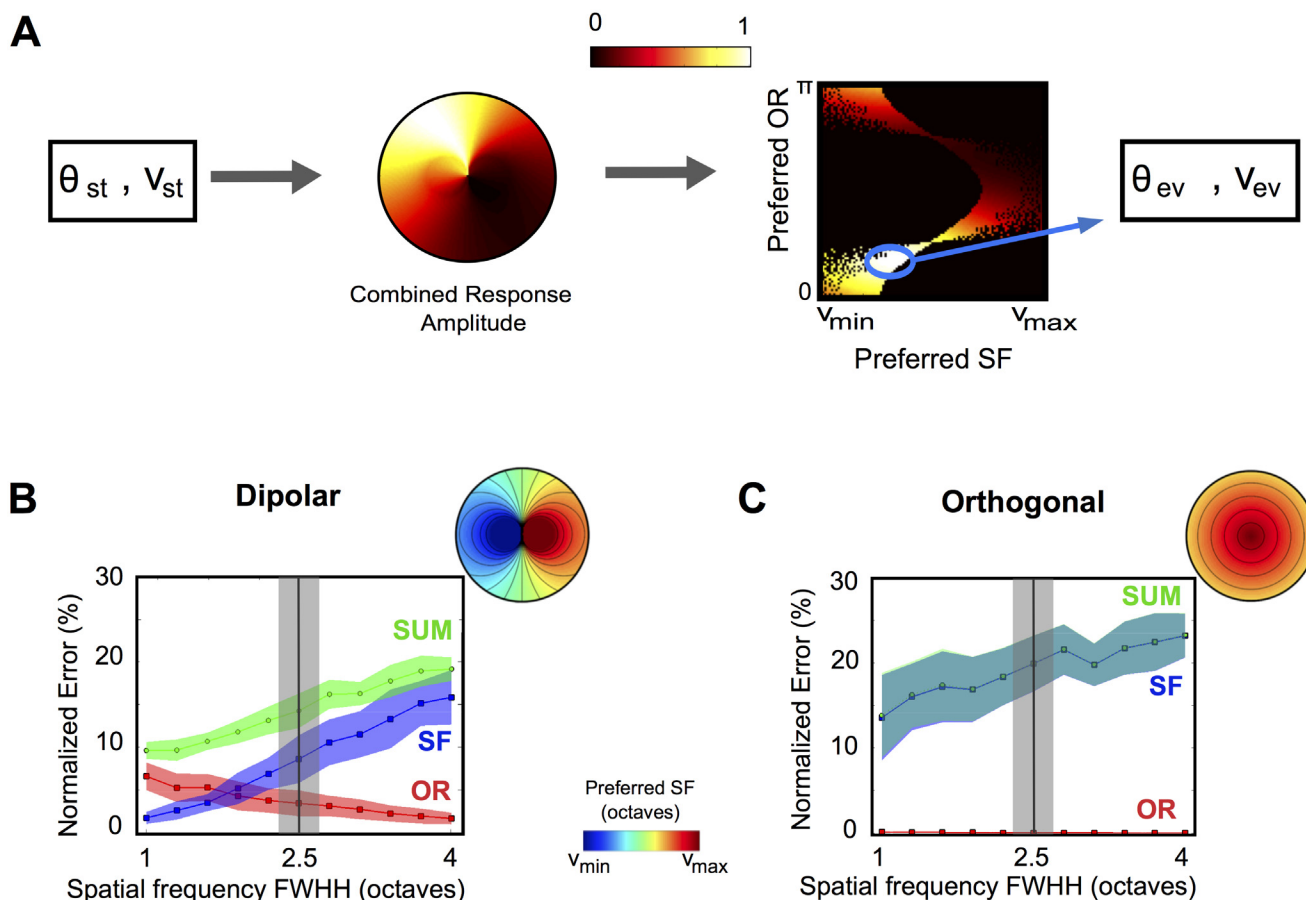 A
0 1
θ st , v st
Combined Response
Amplitude
Preferred OR
π
0
v min v max
Preferred SF
θ ev , v ev
B
Dipolar
Normalized Error (%)
30
20
10
0
SUM
SF
OR
1 2.5 4
Spatial frequency FWHH (octaves)
Preferred SF
(octaves)
v min v max
C
Orthogonal
Normalized Error (%)
30
20
10
0
SUM
SF
OR
1 2.5 4
Spatial frequency FWHH (octaves)